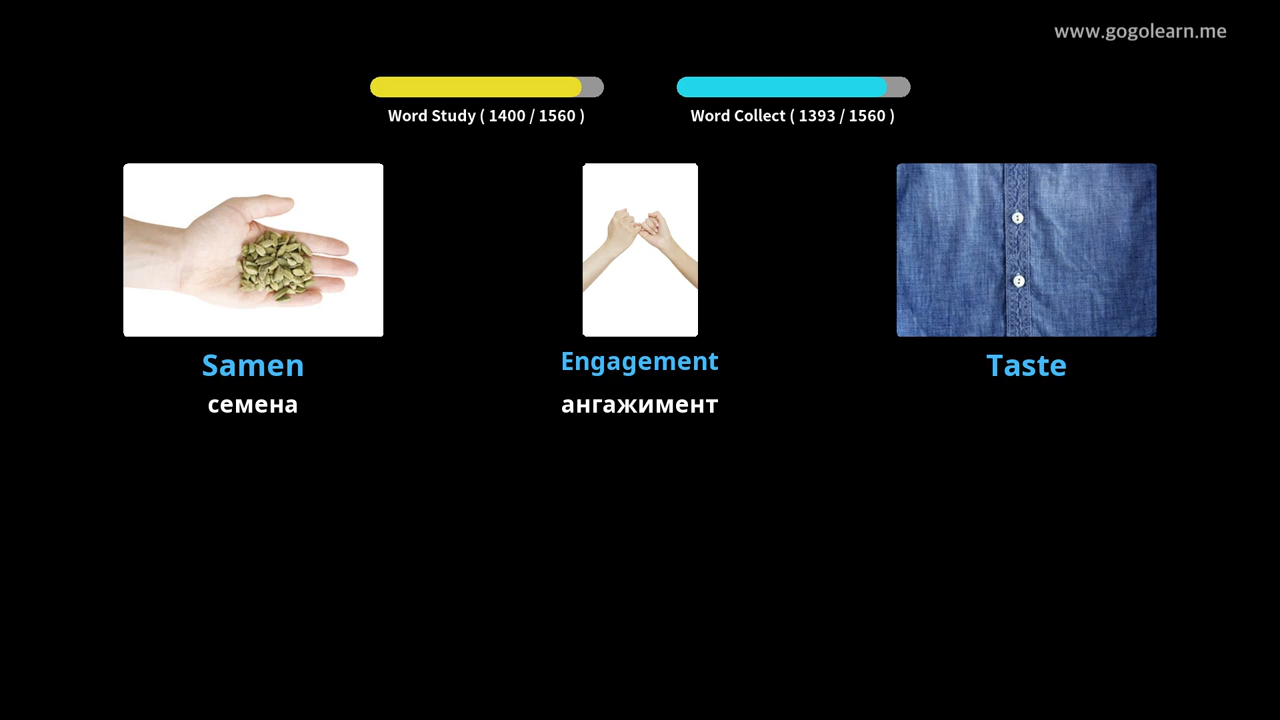 www.gogolearn.me
Word Study ( 1400 / 1560 )
Word Collect ( 1393 / 1560 )
Samen
Engagement
Taste
семена
ангажимент